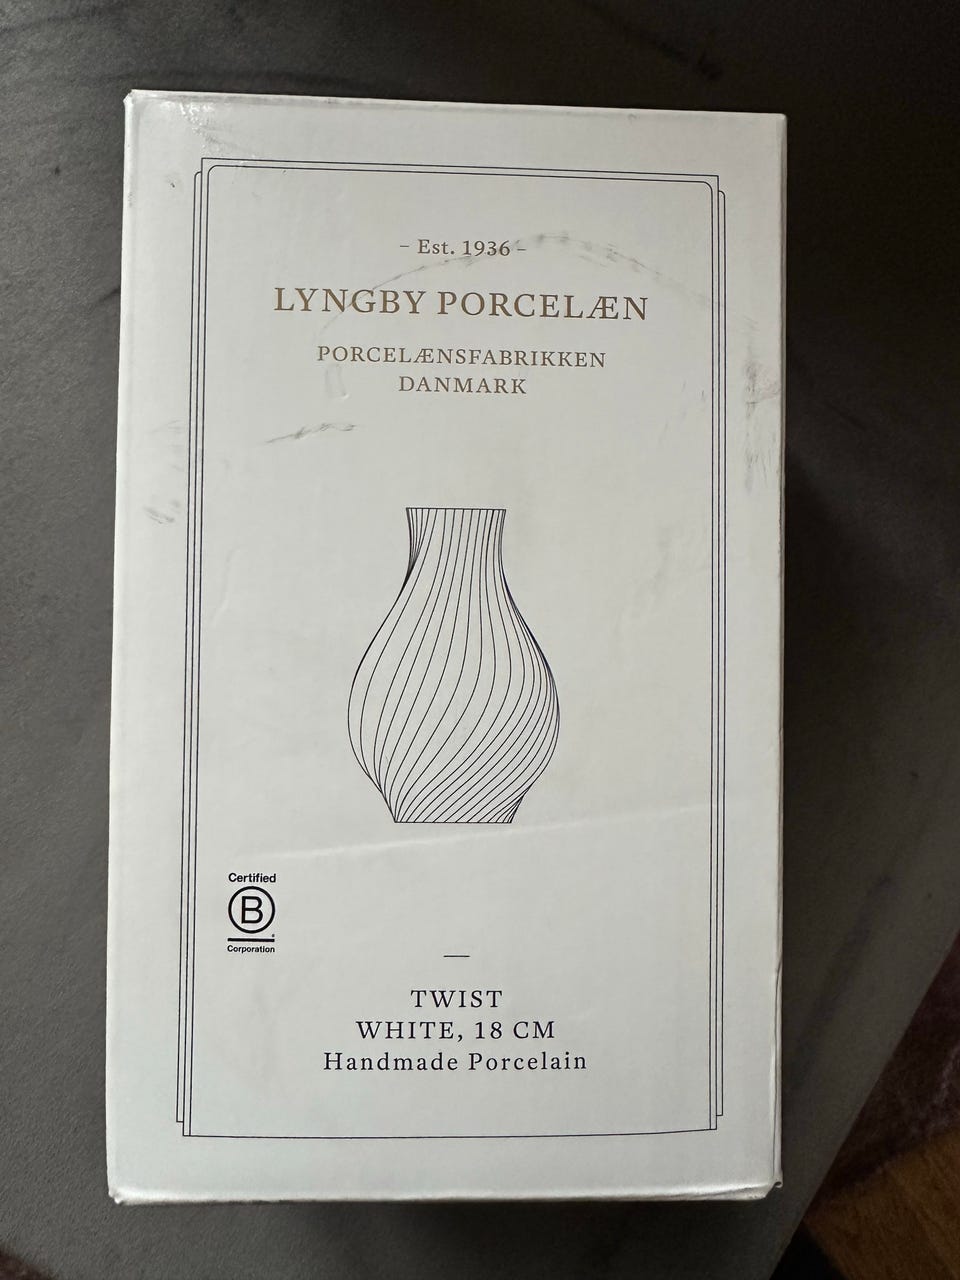 – Est. 1936 –
LYNGBY PORCELÆN
PORCELÆNSFABRIKKEN
DANMARK
Certified
B
Corporation
TWIST
WHITE, 18 CM
Handmade Porcelain